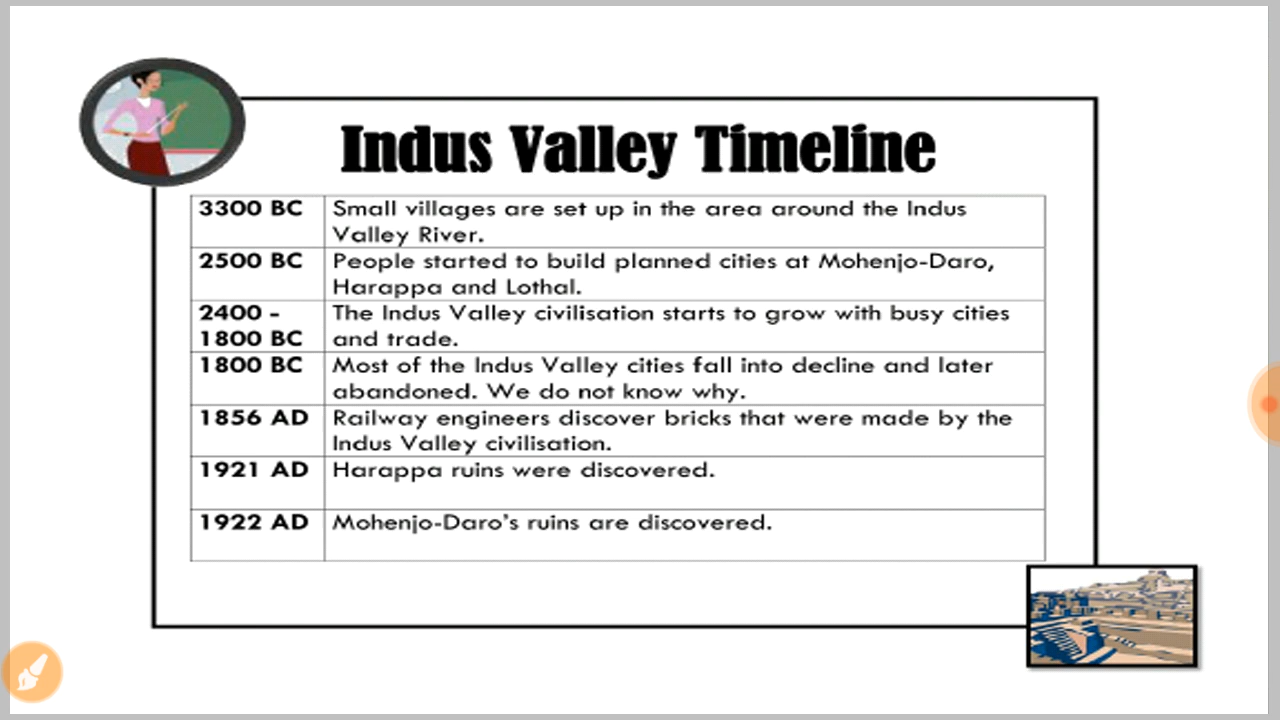 Indus Valley Timeline
3300 BC Small villages are set up in the area around the Indus
Valley River.
2500 BC People started to build planned cities at Mohenjo-Daro,
Harappa and Lothal.
2400 - The Indus Valley civilisation starts to grow with busy cities
1800 BC and trade.
1800 BC Most of the Indus Valley cities fall into decline and later
abandoned. We do not know why.
1856 AD Railway engineers discover bricks that were made by the
Indus Valley civilisation.
1921 AD Harappa ruins were discovered.
1922 AD Mohenjo-Daro's ruins are discovered.